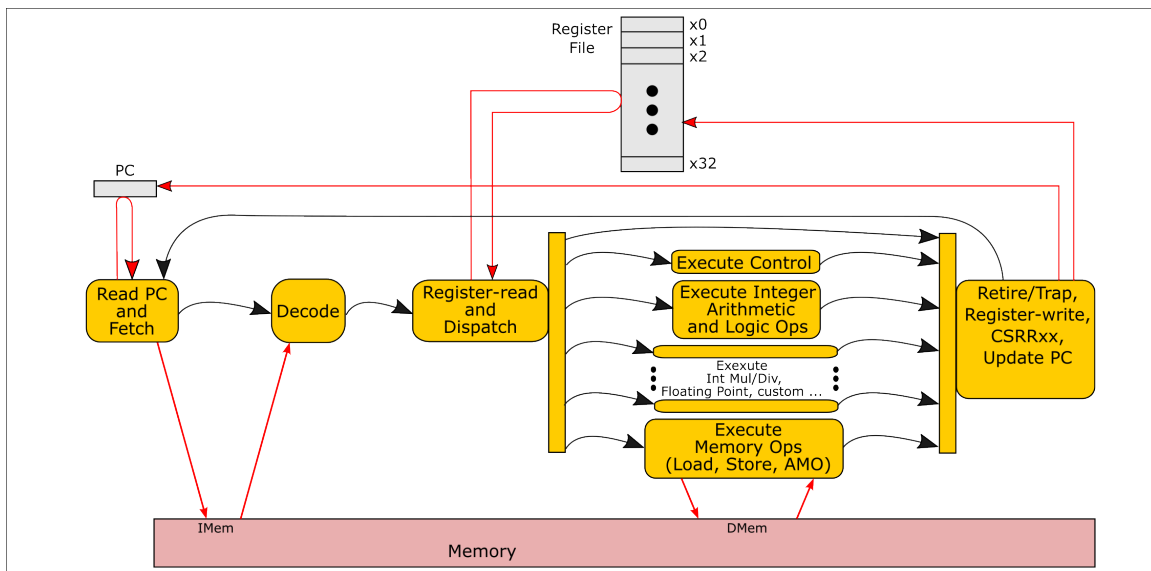 Register
File
x0
x1
x2
x32
PC
Read PC
and
Fetch
Decode
Register-read
and
Dispatch
Execute Control
Execute Integer
Arithmetic
and Logic Ops
Exexute
Int Mul/Div,
Floating Point, custom ...
Execute
Memory Ops
(Load, Store, AMO)
Retire/Trap,
Register-write,
CSRRxx,
Update PC
IMem
DMem
Memory